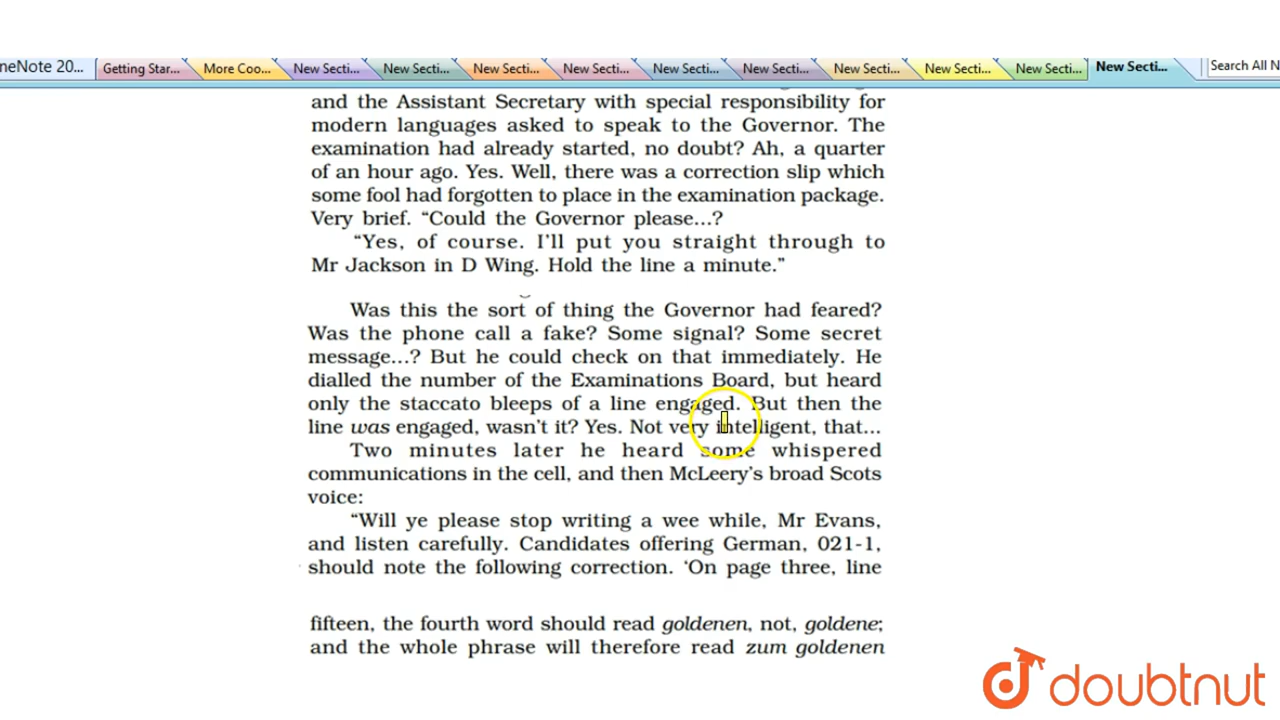 neNote 20...
Getting Star...
More Coo...
New Secti...
New Secti...
New Secti...
New Secti...
New Secti...
New Secti...
New Secti...
New Secti...
New Secti...
New Secti...
Search All N
and the Assistant Secretary with special responsibility for
modern languages asked to speak to the Governor. The
examination had already started, no doubt? Ah, a quarter
of an hour ago. Yes. Well, there was a correction slip which
some fool had forgotten to place in the examination package.
Very brief. “Could the Governor please...?
“Yes, of course. I’ll put you straight through to
Mr Jackson in D Wing. Hold the line a minute.”
Was this the sort of thing the Governor had feared?
Was the phone call a fake? Some signal? Some secret
message...? But he could check on that immediately. He
dialled the number of the Examinations Board, but heard
only the staccato bleeps of a line engaged. But then the
line was engaged, wasn’t it? Yes. Not very intelligent, that...
Two minutes later he heard some whispered
communications in the cell, and then McLeery’s broad Scots
voice:
“Will ye please stop writing a wee while, Mr Evans,
and listen carefully. Candidates offering German, 021-1,
should note the following correction. ‘On page three, line
fifteen, the fourth word should read goldenen, not, goldene;
and the whole phrase will therefore read zum goldenen
doubtnut